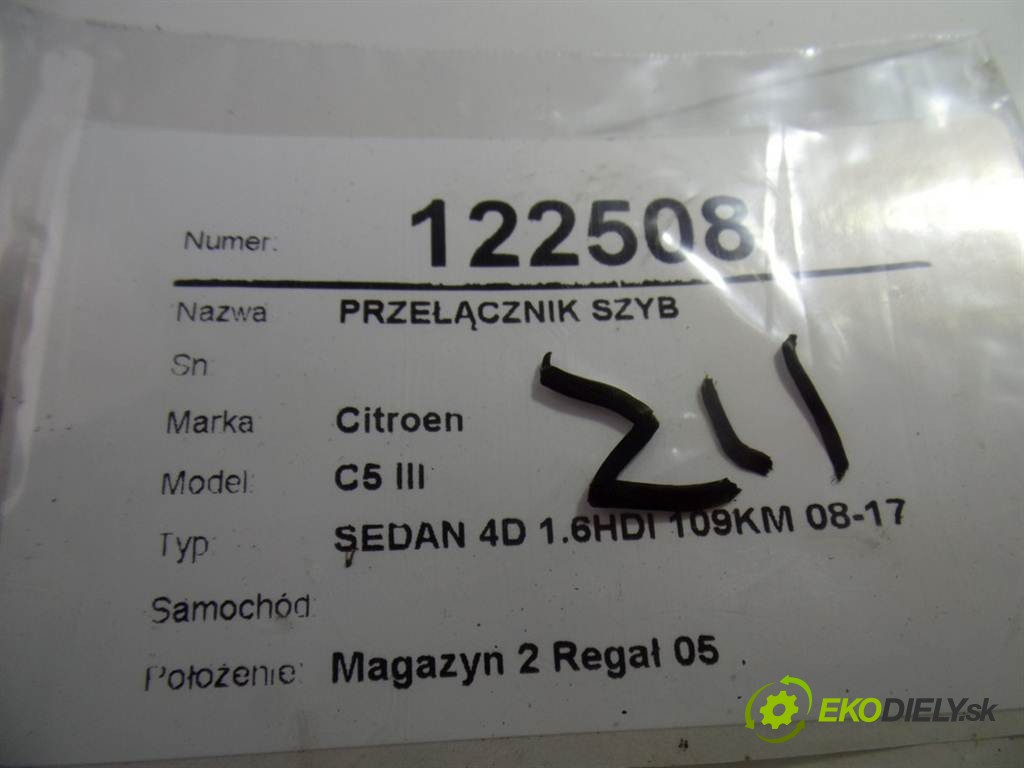 Numer: 122508
Nazwa PRZEŁĄCZNIK SZYB
Sn
Marka Citroen
Model: C5 III
Typ: SEDAN 4D 1.6HDI 109KM 08-17
Samochód
Położenie: Magazyn 2 Regał 05
EKODIELY.sk